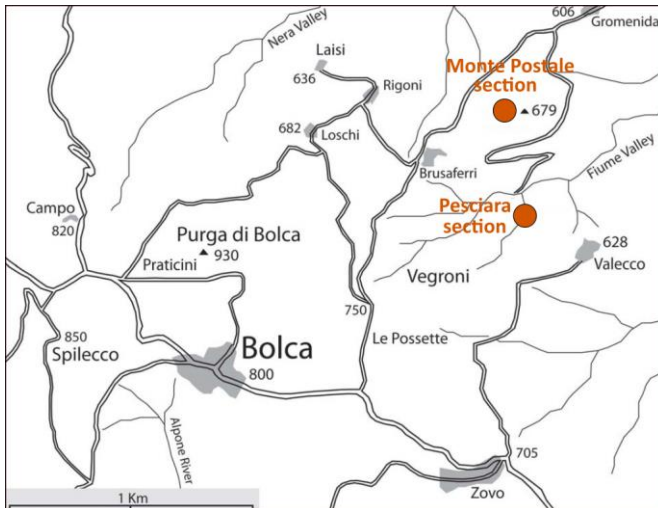 606
Gromenida
Nera Valley
Laisi
636
Rigoni
Monte Postale
section
679
682
Loschi
Brusaferri
Fiume Valley
Campo
820
Pesciara
section
Purga di Bolca
930
Praticini
628
Valecco
Vegroni
750
Le Possette
850
Spilecco
Bolca
800
Alpone River
705
Zovo
1 Km